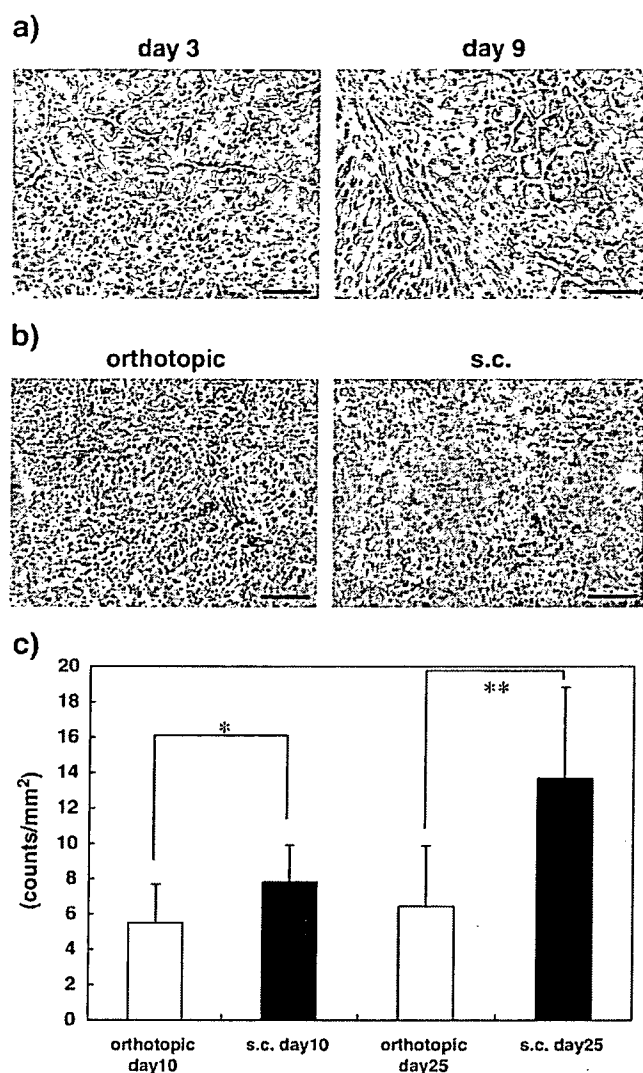 a)
day 3 day 9
b)
orthotopic s.c.
c)
20
18
16
14
12
10
8
6
4
2
0
(counts/mm²)
*
**
orthotopic day10
s.c. day10
orthotopic day25
s.c. day25